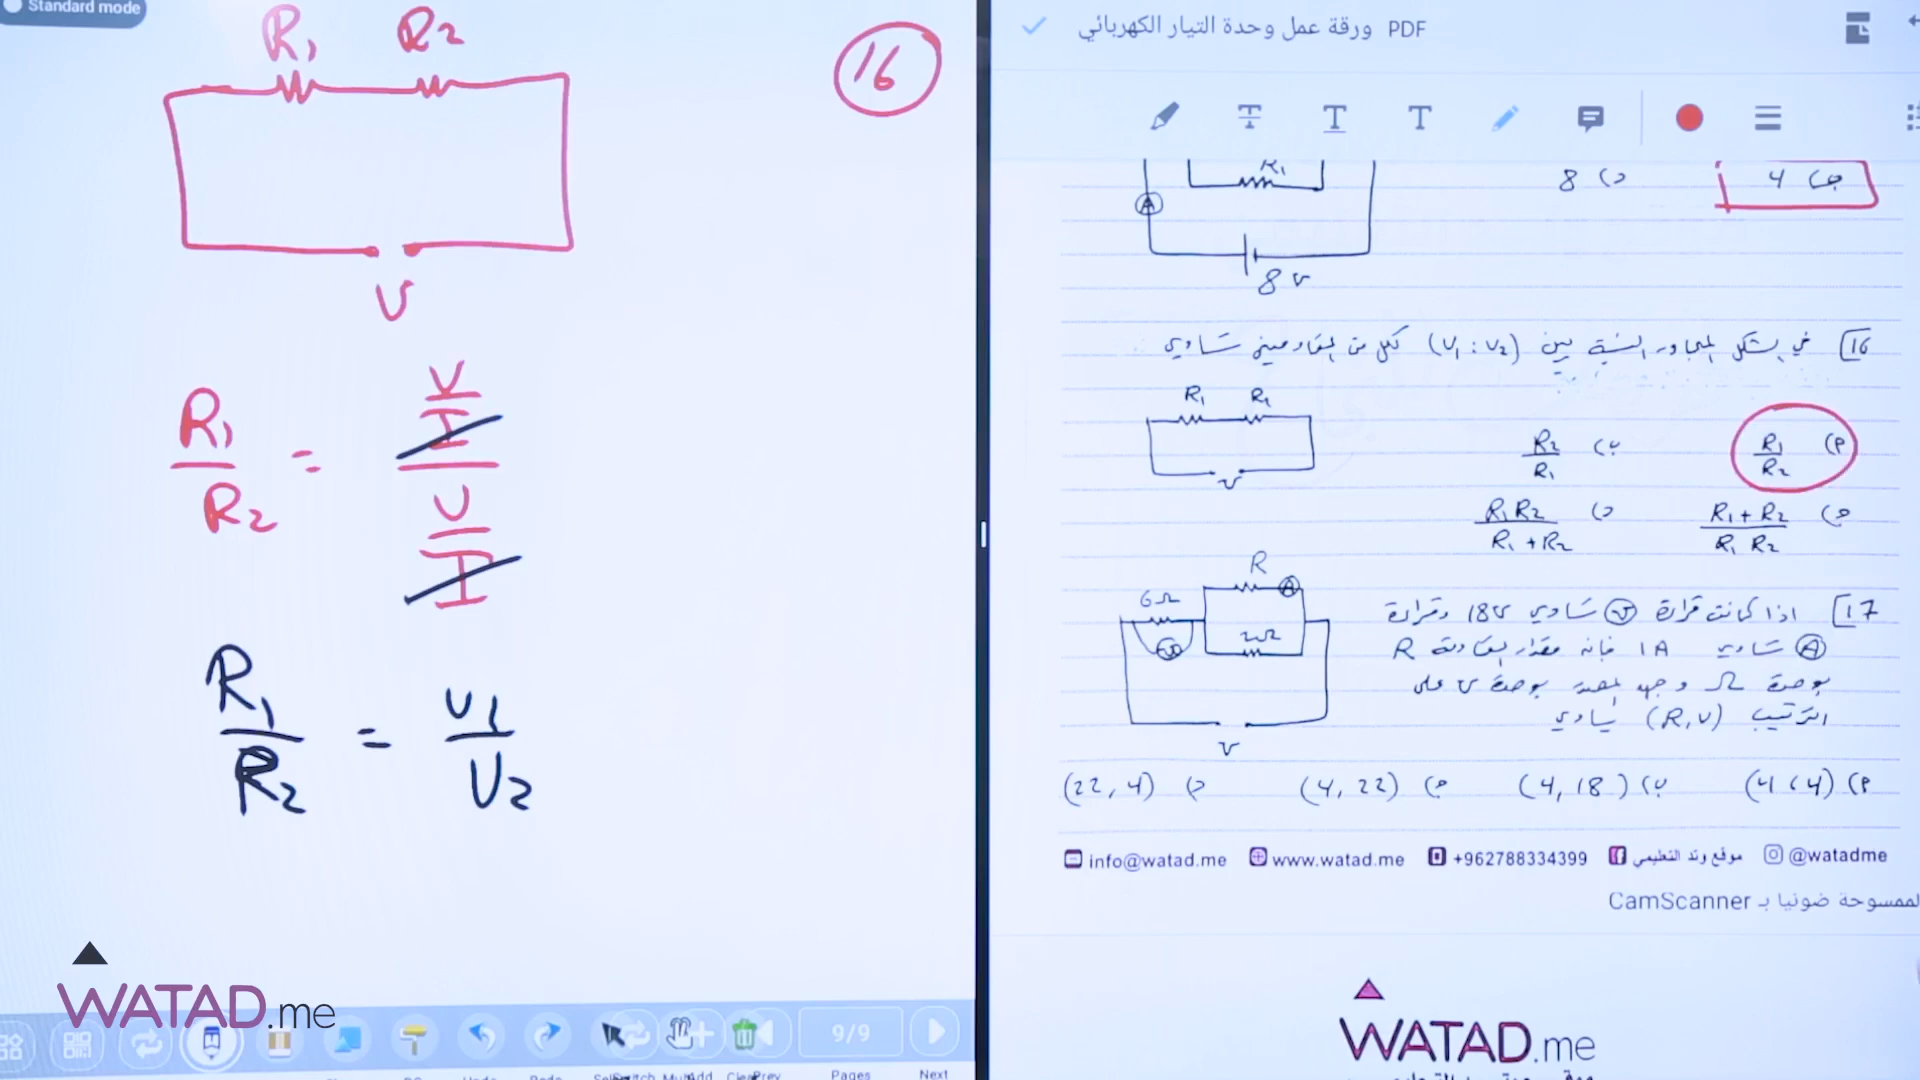 Standard mode
R1 R2
16
V
R1/R2 = V/I / V/I
R1/R2 = V1/V2
WATAD.me
9/9
Undo
Pages
Next
PDF ورقة عمل وحدة التيار الكهربائي
T T T
R1
A
8 v
ج) 4 د) 8
16 في الشكل المجاور النسبة بين (V1 : V2) لكل من المقاومتين تساوي
R1 R1
v
أ) R1/R2 ب) R2/R1
ج) R1 + R2 / R1 R2 د) R1 R2 / R1 + R2
17 اذا كانت قراءة V تساوي 18V وقراءة
A تساوي 1A فإن مقدار المقاومة R
بوحدة Ω وجهد المصدر بوحدة V على
الترتيب (R,V) يساوي
R
A
6Ω
2Ω
v
v
أ) (4,4) ب) (4,18) ج) (4,22) د) (22,4)
info@watad.me www.watad.me +962788334399 موقع وتد التعليمي @watadme
الممسوحة ضوئيا بـ CamScanner
WATAD.me